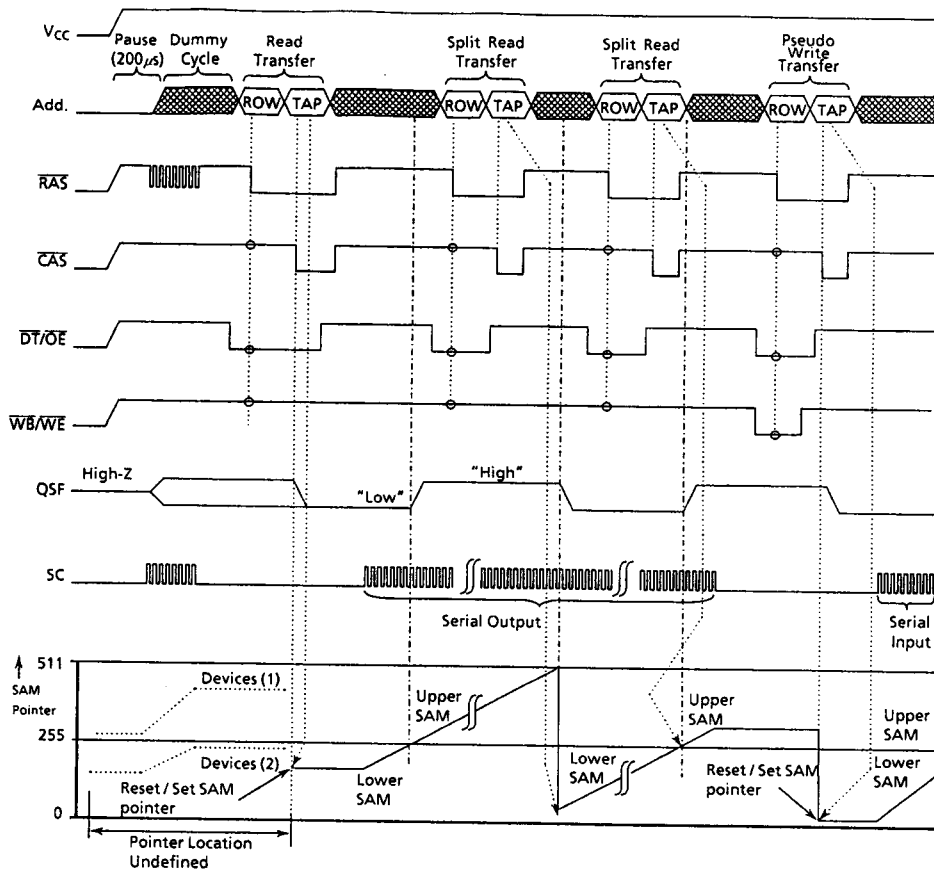 VCC
Pause
(200µs)
Dummy
Cycle
Read
Transfer
Split Read
Transfer
Split Read
Transfer
Pseudo
Write
Transfer
Add.
ROW
TAP
ROW
TAP
ROW
TAP
ROW
TAP
RAS
CAS
DT/OE
WB/WE
QSF
High-Z
"Low"
"High"
SC
Serial Output
Serial
Input
511
SAM
Pointer
Devices (1)
255
Devices (2)
Reset / Set SAM
pointer
0
Pointer Location
Undefined
Upper
SAM
Lower
SAM
Lower
SAM
Upper
SAM
Reset / Set SAM
pointer
Upper
SAM
Lower
SAM